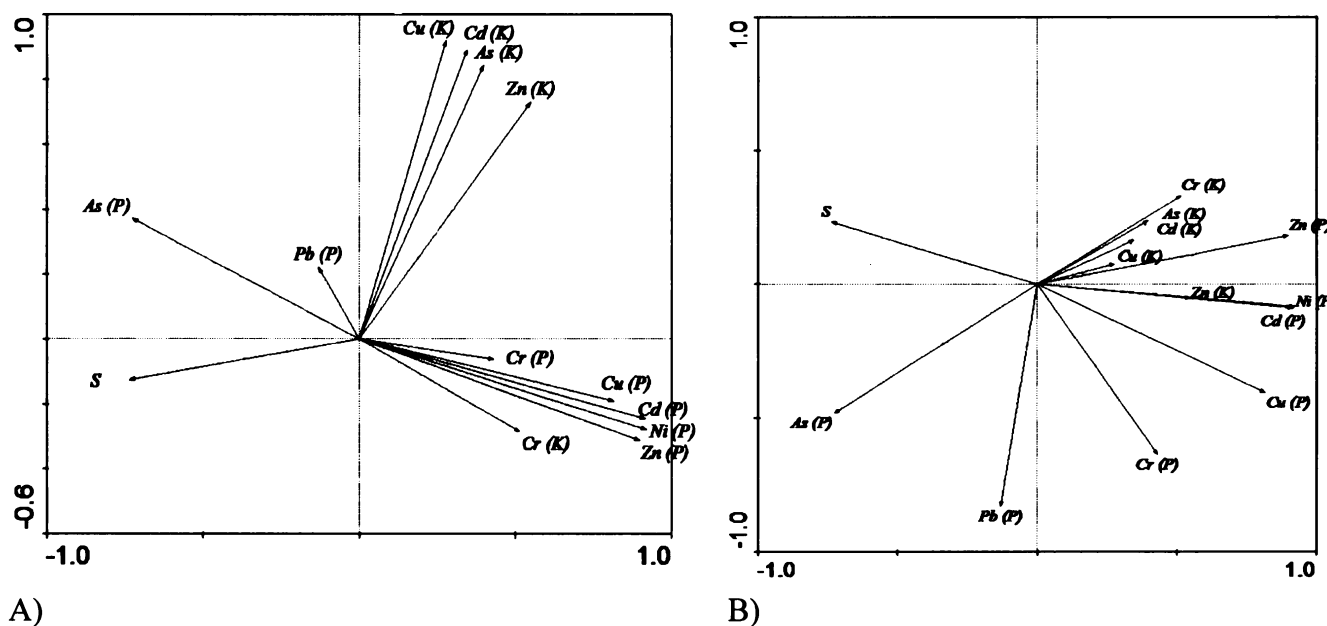 1.0
Cu (K)
Cd (K)
As (K)
Zn (K)
As (P)
Pb (P)
S
Cr (P)
Cu (P)
Cd (P)
Ni (P)
Zn (P)
Cr (K)
-0.6
-1.0
1.0
A)
1.0
Cr (K)
S
As (K)
Cd (K)
Zn (P)
Cu (K)
Zn (K)
Ni (P
Cd (P)
Cu (P)
As (P)
Cr (P)
Pb (P)
-1.0
-1.0
1.0
B)